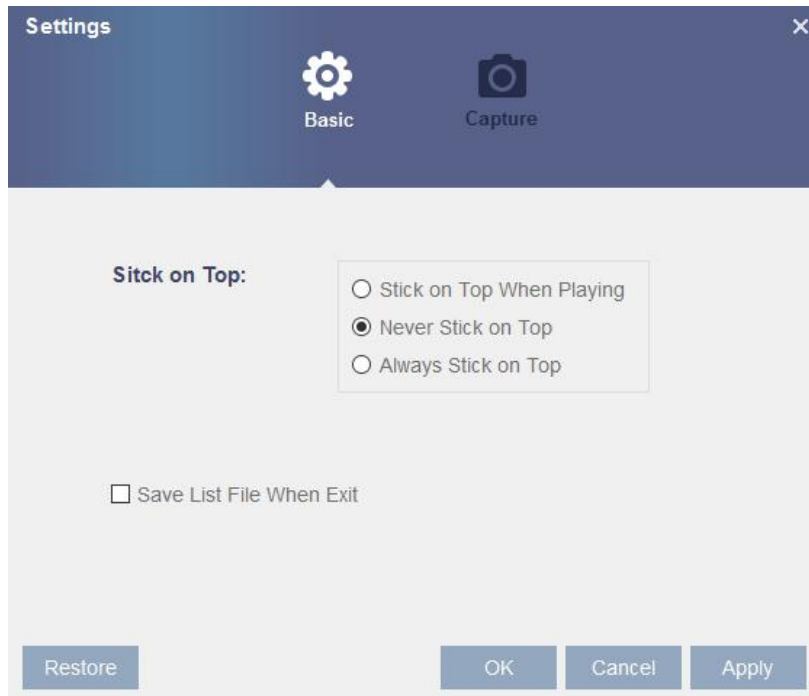 Settings
Basic
Capture
Sitck on Top:
Stick on Top When Playing
Never Stick on Top
Always Stick on Top
Save List File When Exit
Restore
OK
Cancel
Apply